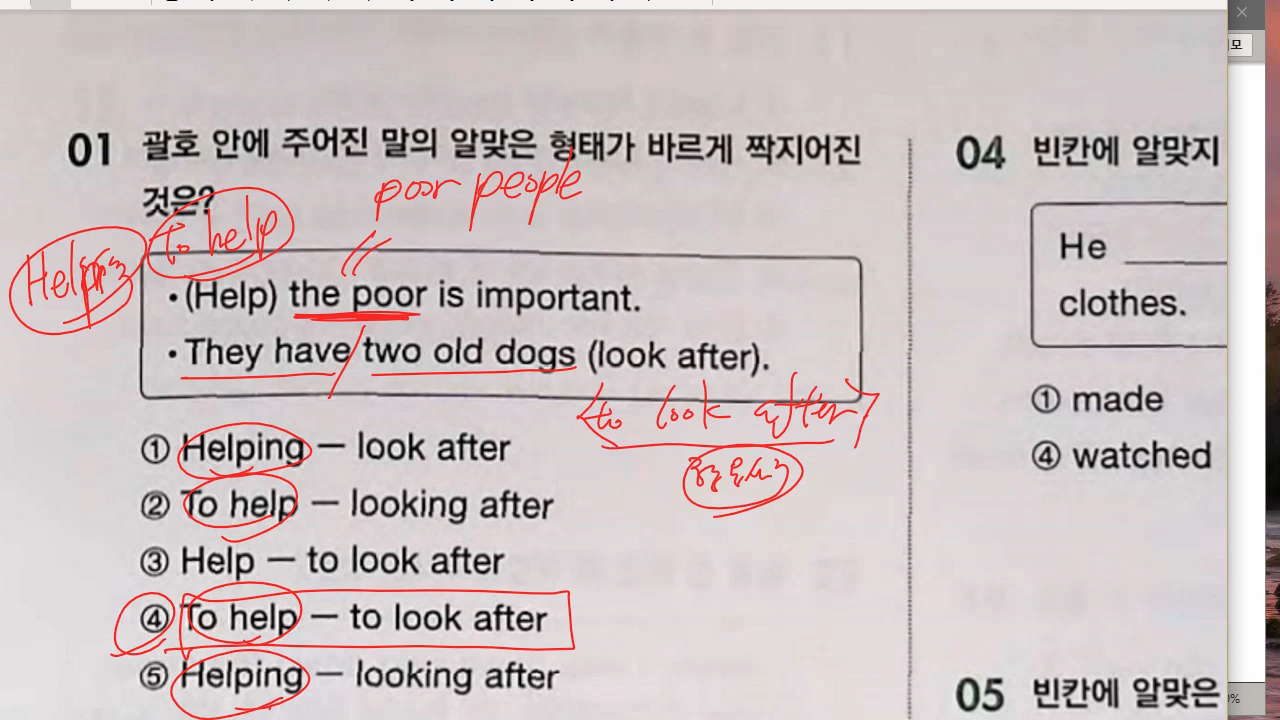 01 괄호 안에 주어진 말의 알맞은 형태가 바르게 짝지어진
것은?
poor people
to help
Helping
• (Help) the poor is important.
• They have two old dogs (look after).
to look after
① Helping – look after
② To help – looking after
③ Help – to look after
④ To help – to look after
⑤ Helping – looking after
04 빈칸에 알맞지
He ________
clothes.
① made
④ watched
05 빈칸에 알맞은